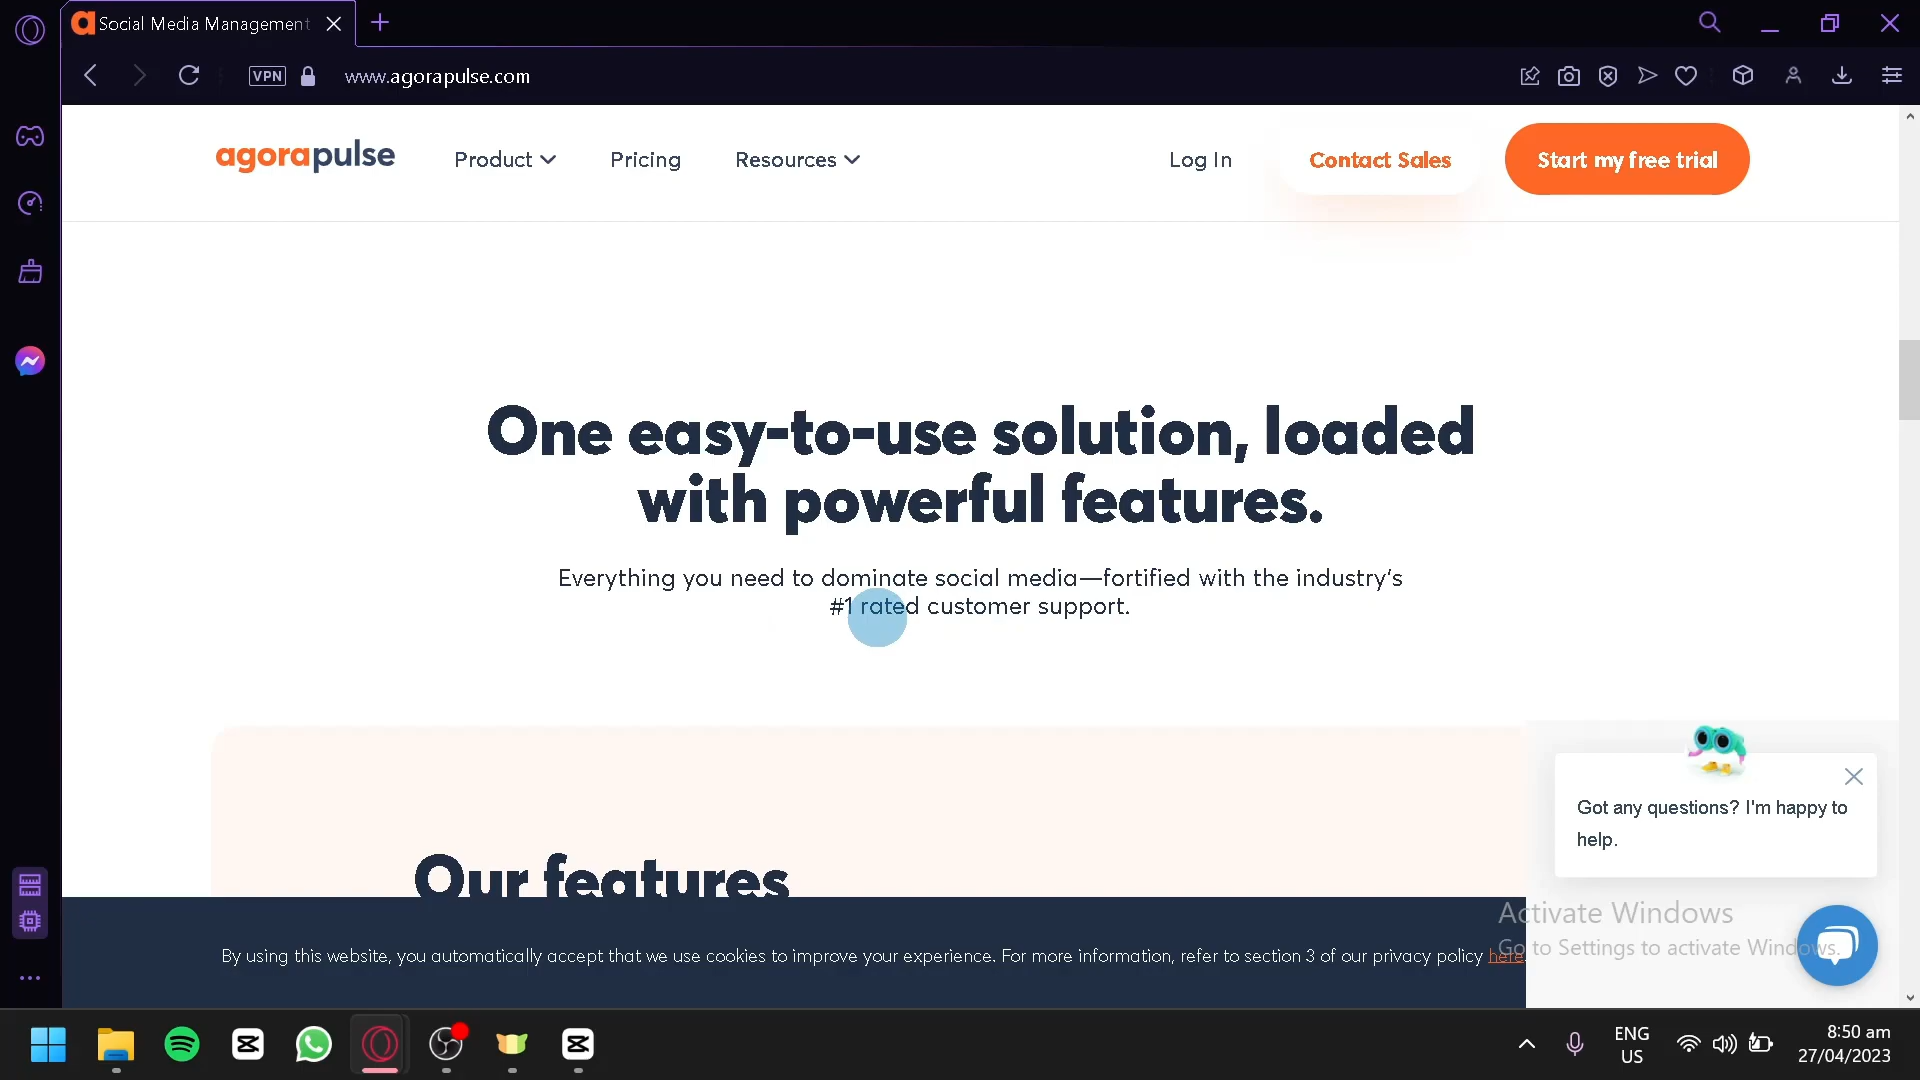 Social Media Management
VPN
www.agorapulse.com
agorapulse
Product
Pricing
Resources
Log In
Contact Sales
Start my free trial
One easy-to-use solution, loaded
with powerful features.
Everything you need to dominate social media—fortified with the industry's
#1 rated customer support.
Got any questions? I'm happy to
help.
Our features
Activate Windows
Go to Settings to activate Windows.
By using this website, you automatically accept that we use cookies to improve your experience. For more information, refer to section 3 of our privacy policy here
ENG
US
8:50 am
27/04/2023